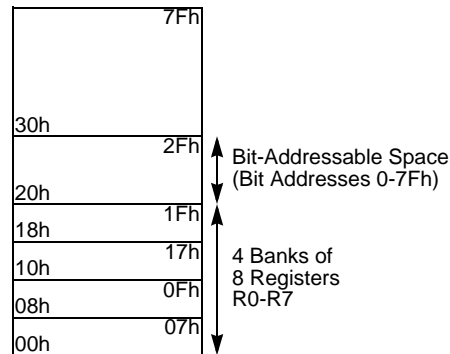 7Fh
30h
2Fh
Bit-Addressable Space
(Bit Addresses 0-7Fh)
20h
1Fh
18h
17h
4 Banks of
8 Registers
R0-R7
10h
0Fh
08h
07h
00h